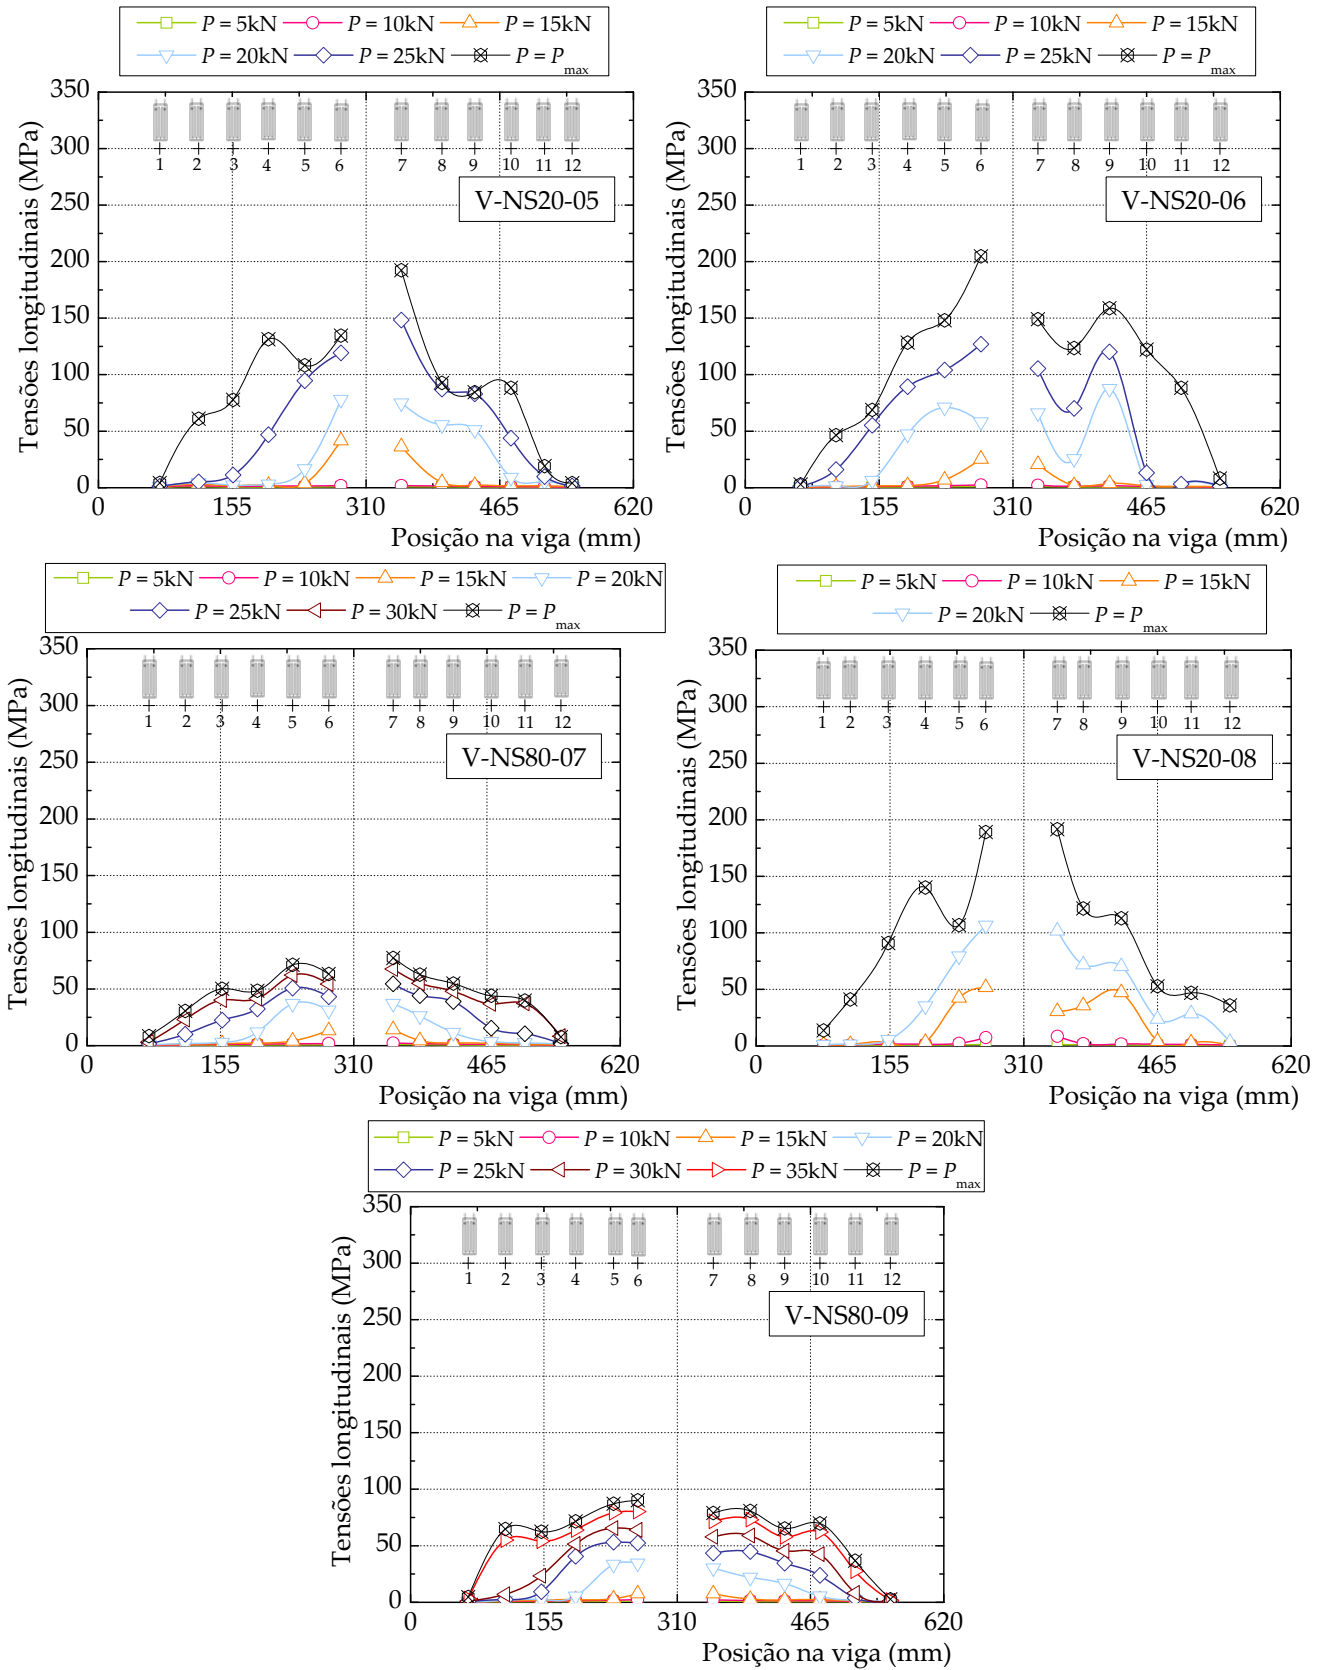 P = 5kN P = 10kN P = 15kN
P = 20kN P = 25kN P = Pmax
350
300
250
200
150
100
50
0
Tensões longitudinais (MPa)
1 2 3 4 5 6 7 8 9 10 11 12
V-NS20-05
0 155 310 465 620
Posição na viga (mm)
P = 5kN P = 10kN P = 15kN
P = 20kN P = 25kN P = Pmax
350
300
250
200
150
100
50
0
Tensões longitudinais (MPa)
1 2 3 4 5 6 7 8 9 10 11 12
V-NS20-06
0 155 310 465 620
Posição na viga (mm)
P = 5kN P = 10kN P = 15kN P = 20kN
P = 25kN P = 30kN P = Pmax
350
300
250
200
150
100
50
0
Tensões longitudinais (MPa)
1 2 3 4 5 6 7 8 9 10 11 12
V-NS80-07
0 155 310 465 620
Posição na viga (mm)
P = 5kN P = 10kN P = 15kN
P = 20kN P = Pmax
350
300
250
200
150
100
50
0
Tensões longitudinais (MPa)
1 2 3 4 5 6 7 8 9 10 11 12
V-NS20-08
0 155 310 465 620
Posição na viga (mm)
P = 5kN P = 10kN P = 15kN P = 20kN
P = 25kN P = 30kN P = 35kN P = Pmax
350
300
250
200
150
100
50
0
Tensões longitudinais (MPa)
1 2 3 4 5 6 7 8 9 10 11 12
V-NS80-09
0 155 310 465 620
Posição na viga (mm)